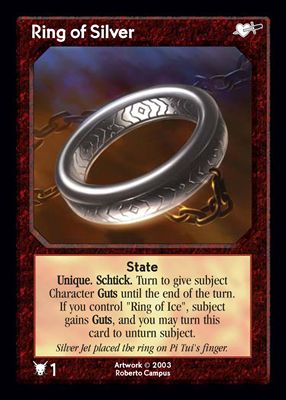 Ring of Silver
State
Unique. Schtick. Turn to give subject
Character Guts until the end of the turn.
If you control "Ring of Ice", subject
gains Guts, and you may turn this
card to unturn subject.
Silver Jet placed the ring on Pi Tui's finger.
1
Artwork © 2003
Roberto Campus